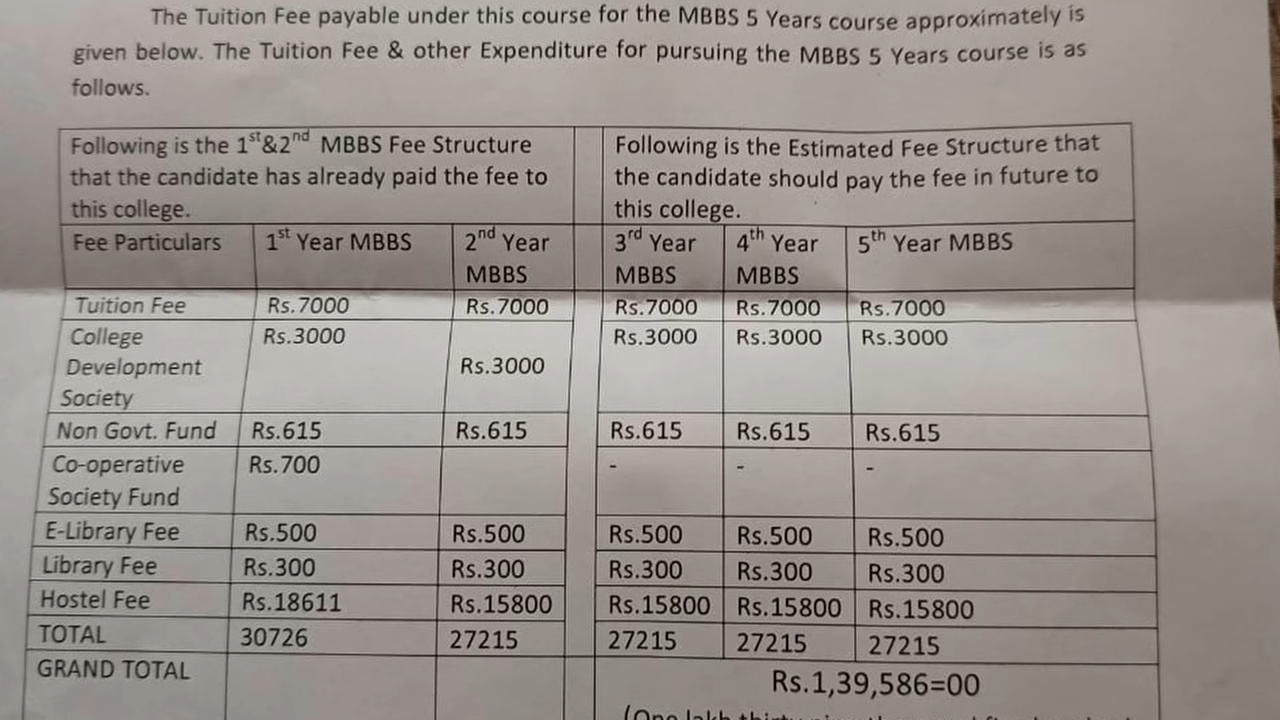 The Tuition Fee payable under this course for the MBBS 5 Years course approximately is
given below. The Tuition Fee & other Expenditure for pursuing the MBBS 5 Years course is as
follows.
Following is the 1st&2nd MBBS Fee Structure
that the candidate has already paid the fee to
this college.
Following is the Estimated Fee Structure that
the candidate should pay the fee in future to
this college.
Fee Particulars 1st Year MBBS 2nd Year MBBS 3rd Year MBBS 4th Year MBBS 5th Year MBBS
Tuition Fee Rs.7000 Rs.7000 Rs.7000 Rs.7000 Rs.7000
College Development Society Rs.3000 Rs.3000 Rs.3000 Rs.3000 Rs.3000
Non Govt. Fund Rs.615 Rs.615 Rs.615 Rs.615 Rs.615
Co-operative Society Fund Rs.700 - - -
E-Library Fee Rs.500 Rs.500 Rs.500 Rs.500 Rs.500
Library Fee Rs.300 Rs.300 Rs.300 Rs.300 Rs.300
Hostel Fee Rs.18611 Rs.15800 Rs.15800 Rs.15800 Rs.15800
TOTAL 30726 27215 27215 27215 27215
GRAND TOTAL Rs.1,39,586=00
(One lakh